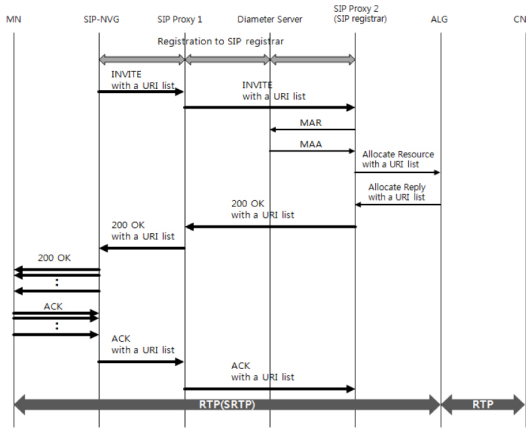 MN
SIP-NVG
SIP Proxy 1
Diameter Server
SIP Proxy 2
(SIP registrar)
ALG
CN
Registration to SIP registrar
INVITE
with a URI list
INVITE
with a URI list
MAR
MAA
Allocate Resource
with a URI list
Allocate Reply
with a URI list
200 OK
with a URI list
200 OK
with a URI list
200 OK
:
ACK
:
ACK
with a URI list
ACK
with a URI list
RTP(SRTP)
RTP